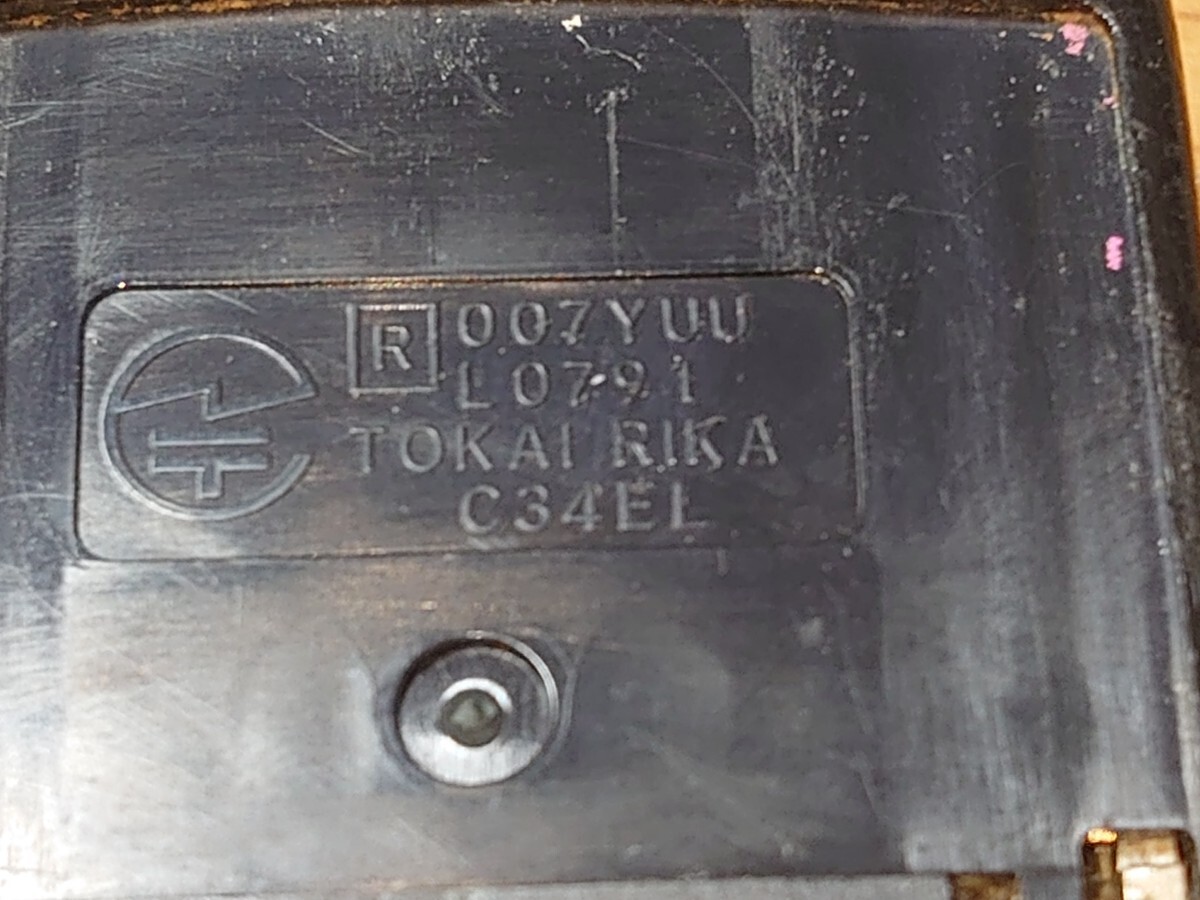 R 007YUU
L0791
TOKAI RIKA
C34EL